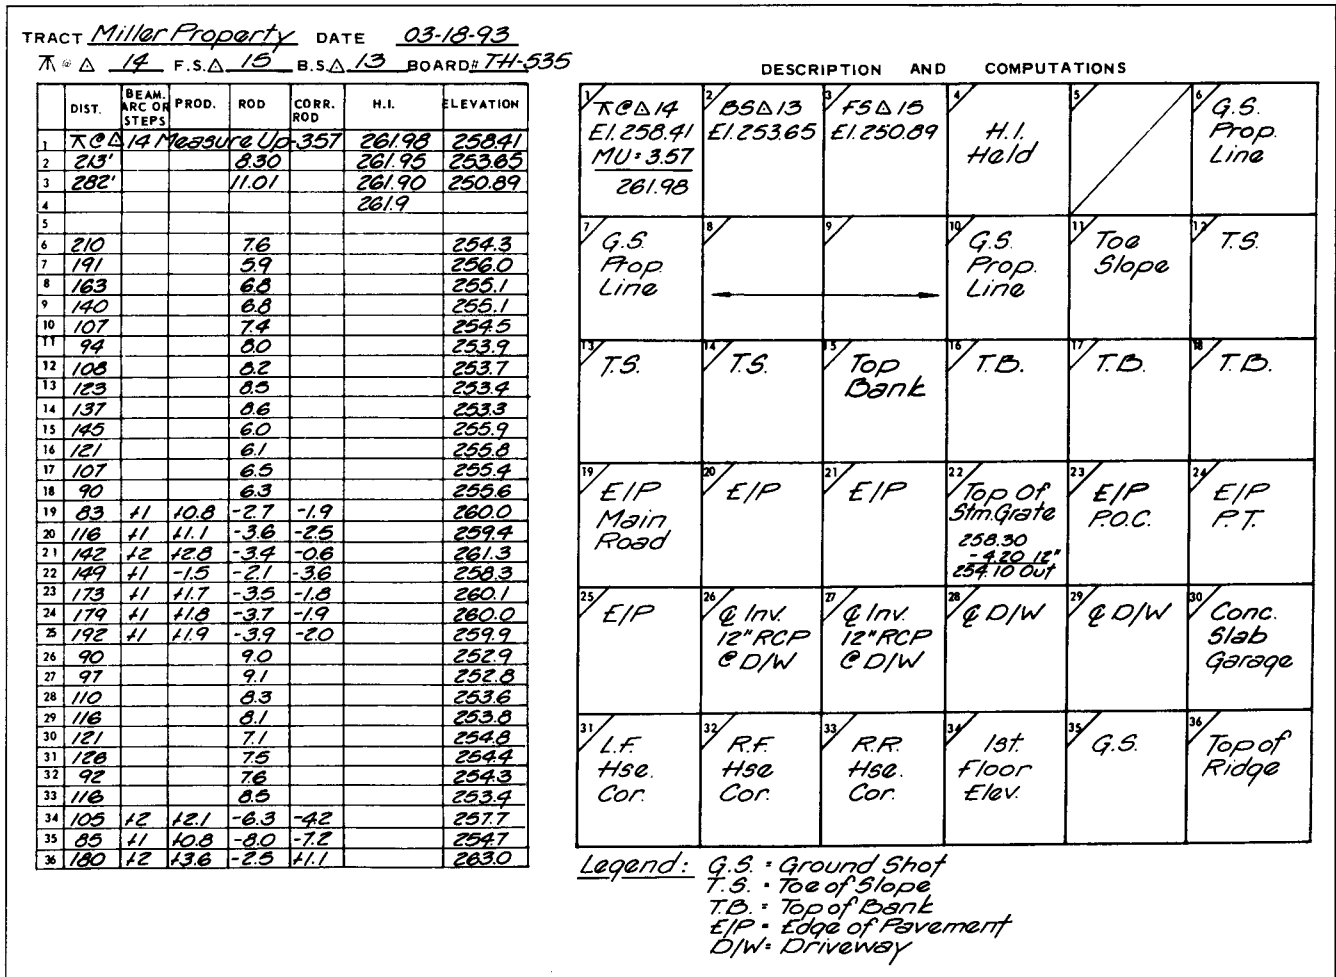 TRACT Miller Property DATE 03-18-93
⊼ @ △ 14 F.S.△ 15 B.S.△ 13 BOARD# TH-535
DIST. BEAM. ARC OR STEPS PROD. ROD CORR. ROD H.I. ELEVATION
1 ⊼@△14 Measure Up-3.57 261.98 258.41
2 213' 8.30 261.95 253.65
3 282' 11.01 261.90 250.89
4 261.9
5
6 210 7.6 254.3
7 191 5.9 256.0
8 163 6.8 255.1
9 140 6.8 255.1
10 107 7.4 254.5
11 94 8.0 253.9
12 108 8.2 253.7
13 123 8.5 253.4
14 137 8.6 253.3
15 145 6.0 255.9
16 121 6.1 255.8
17 107 6.5 255.4
18 90 6.3 255.6
19 83 +1 +0.8 -2.7 -1.9 260.0
20 116 +1 +1.1 -3.6 -2.5 259.4
21 142 +2 +2.8 -3.4 -0.6 261.3
22 149 +1 -1.5 -2.1 -3.6 258.3
23 173 +1 +1.7 -3.5 -1.8 260.1
24 179 +1 +1.8 -3.7 -1.9 260.0
25 192 +1 +1.9 -3.9 -2.0 259.9
26 90 9.0 252.9
27 97 9.1 252.8
28 110 8.3 253.6
29 116 8.1 253.8
30 121 7.1 254.8
31 128 7.5 254.4
32 92 7.6 254.3
33 116 8.5 253.4
34 105 +2 +2.1 -6.3 -4.2 257.7
35 85 +1 +0.8 -8.0 -7.2 254.7
36 180 +2 +3.6 -2.5 +1.1 263.0
DESCRIPTION AND COMPUTATIONS
1 ⊼@△14
El. 258.41
MU = 3.57
261.98
2 BS△13
El. 253.65
3 FS△15
El. 250.89
4 H.I.
Held
5
6 G.S.
Prop.
Line
7 G.S.
Prop.
Line
8
9
10 G.S.
Prop.
Line
11 Toe
Slope
12 T.S.
13 T.S.
14 T.S.
15 Top
Bank
16 T.B.
17 T.B.
18 T.B.
19 E/P
Main
Road
20 E/P
21 E/P
22 Top of
Stm. Grate
258.30
-4.20 12"
254.10 Out
23 E/P
P.O.C.
24 E/P
P.T.
25 E/P
26 ℄ Inv.
12" RCP
@ D/W
27 ℄ Inv.
12" RCP
@ D/W
28 ℄ D/W
29 ℄ D/W
30 Conc.
Slab
Garage
31 L.F.
Hse.
Cor.
32 R.F.
Hse
Cor.
33 R.R.
Hse.
Cor.
34 1st.
Floor
Elev.
35 G.S.
36 Top of
Ridge
Legend: G.S. = Ground Shot
T.S. = Toe of Slope
T.B. = Top of Bank
E/P = Edge of Pavement
D/W = Driveway